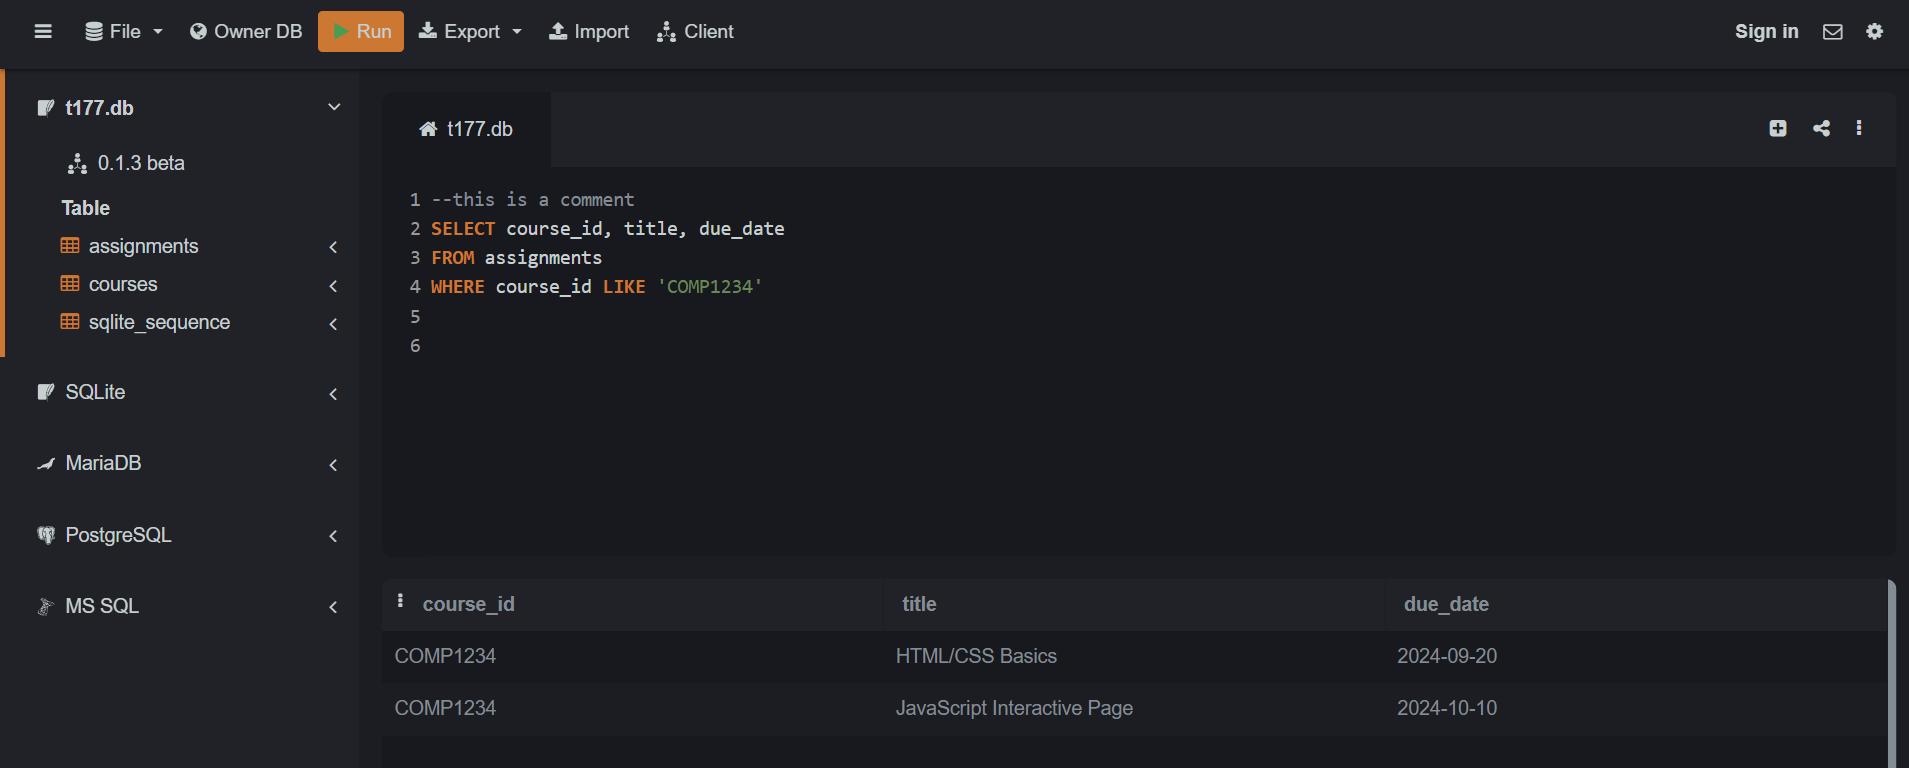 File Owner DB Run Export Import Client Sign in
t177.db
0.1.3 beta
Table
assignments
courses
sqlite_sequence
SQLite
MariaDB
PostgreSQL
MS SQL
t177.db
1 --this is a comment
2 SELECT course_id, title, due_date
3 FROM assignments
4 WHERE course_id LIKE 'COMP1234'
5
6
course_id title due_date
COMP1234 HTML/CSS Basics 2024-09-20
COMP1234 JavaScript Interactive Page 2024-10-10